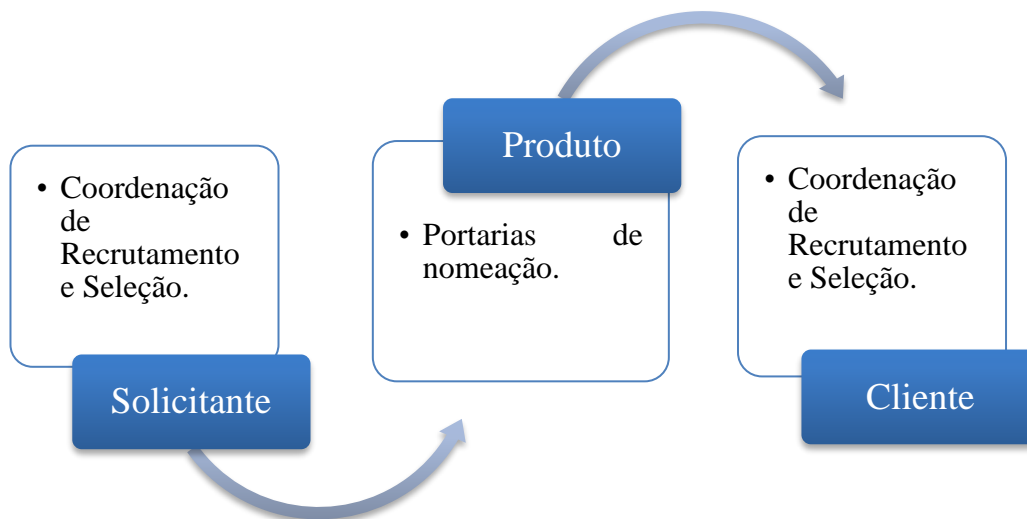 • Coordenação
de
Recrutamento
e Seleção.
Solicitante
Produto
• Portarias de
nomeação.
• Coordenação
de
Recrutamento
e Seleção.
Cliente